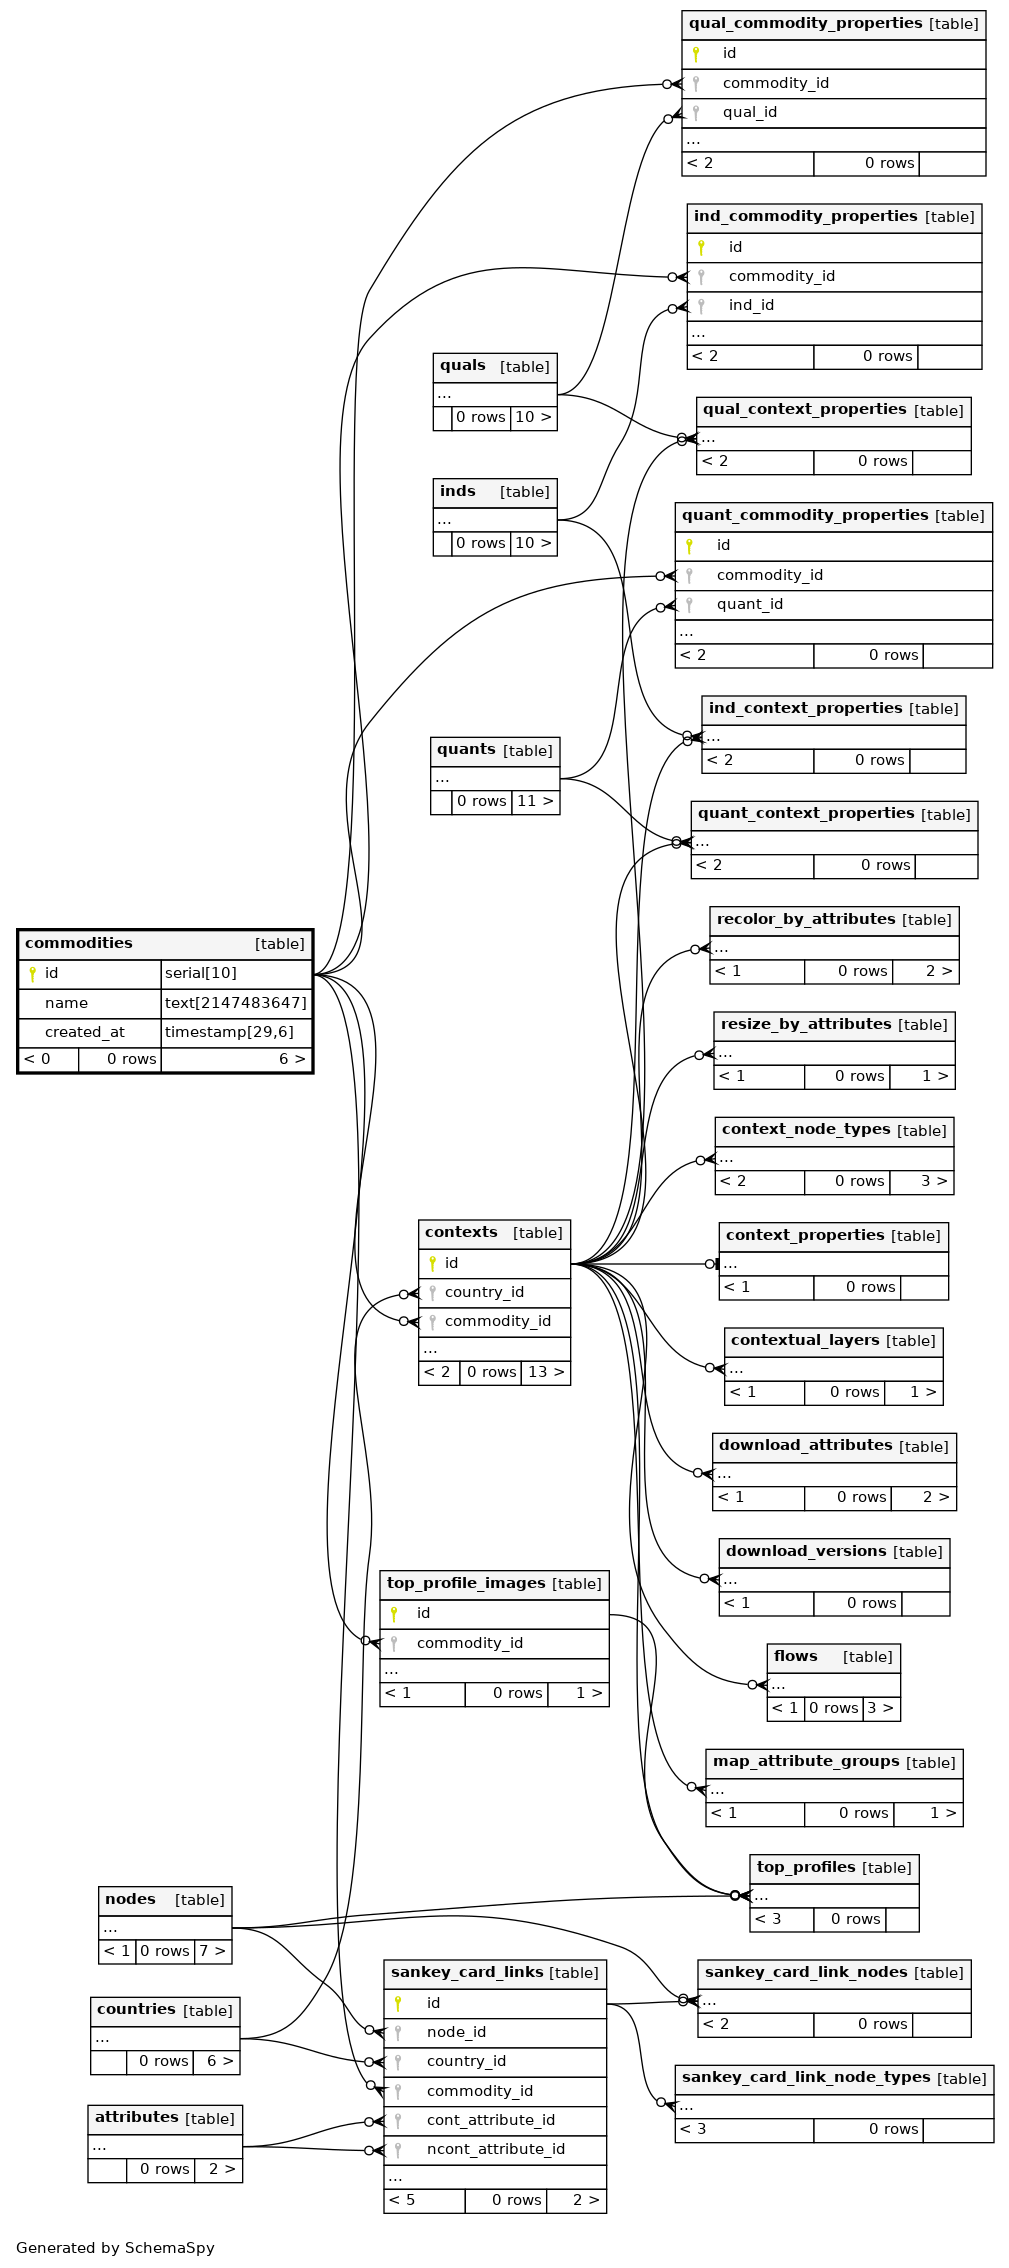 qual_commodity_properties [table]
id
commodity_id
qual_id
...
< 2 0 rows
ind_commodity_properties [table]
id
commodity_id
ind_id
...
< 2 0 rows
quals [table]
...
0 rows 10 >
qual_context_properties [table]
...
< 2 0 rows
inds [table]
...
0 rows 10 >
quant_commodity_properties [table]
id
commodity_id
quant_id
...
< 2 0 rows
ind_context_properties [table]
...
< 2 0 rows
quants [table]
...
0 rows 11 >
quant_context_properties [table]
...
< 2 0 rows
recolor_by_attributes [table]
...
< 1 0 rows 2 >
commodities [table]
id serial[10]
name text[2147483647]
created_at timestamp[29,6]
< 0 0 rows 6 >
resize_by_attributes [table]
...
< 1 0 rows 1 >
context_node_types [table]
...
< 2 0 rows 3 >
contexts [table]
id
country_id
commodity_id
...
< 2 0 rows 13 >
context_properties [table]
...
< 1 0 rows
contextual_layers [table]
...
< 1 0 rows 1 >
download_attributes [table]
...
< 1 0 rows 2 >
download_versions [table]
...
< 1 0 rows
top_profile_images [table]
id
commodity_id
...
< 1 0 rows 1 >
flows [table]
...
< 1 0 rows 3 >
map_attribute_groups [table]
...
< 1 0 rows 1 >
top_profiles [table]
...
< 3 0 rows
nodes [table]
...
< 1 0 rows 7 >
sankey_card_links [table]
id
node_id
country_id
commodity_id
cont_attribute_id
ncont_attribute_id
...
< 5 0 rows 2 >
sankey_card_link_nodes [table]
...
< 2 0 rows
countries [table]
...
0 rows 6 >
sankey_card_link_node_types [table]
...
< 3 0 rows
attributes [table]
...
0 rows 2 >
Generated by SchemaSpy